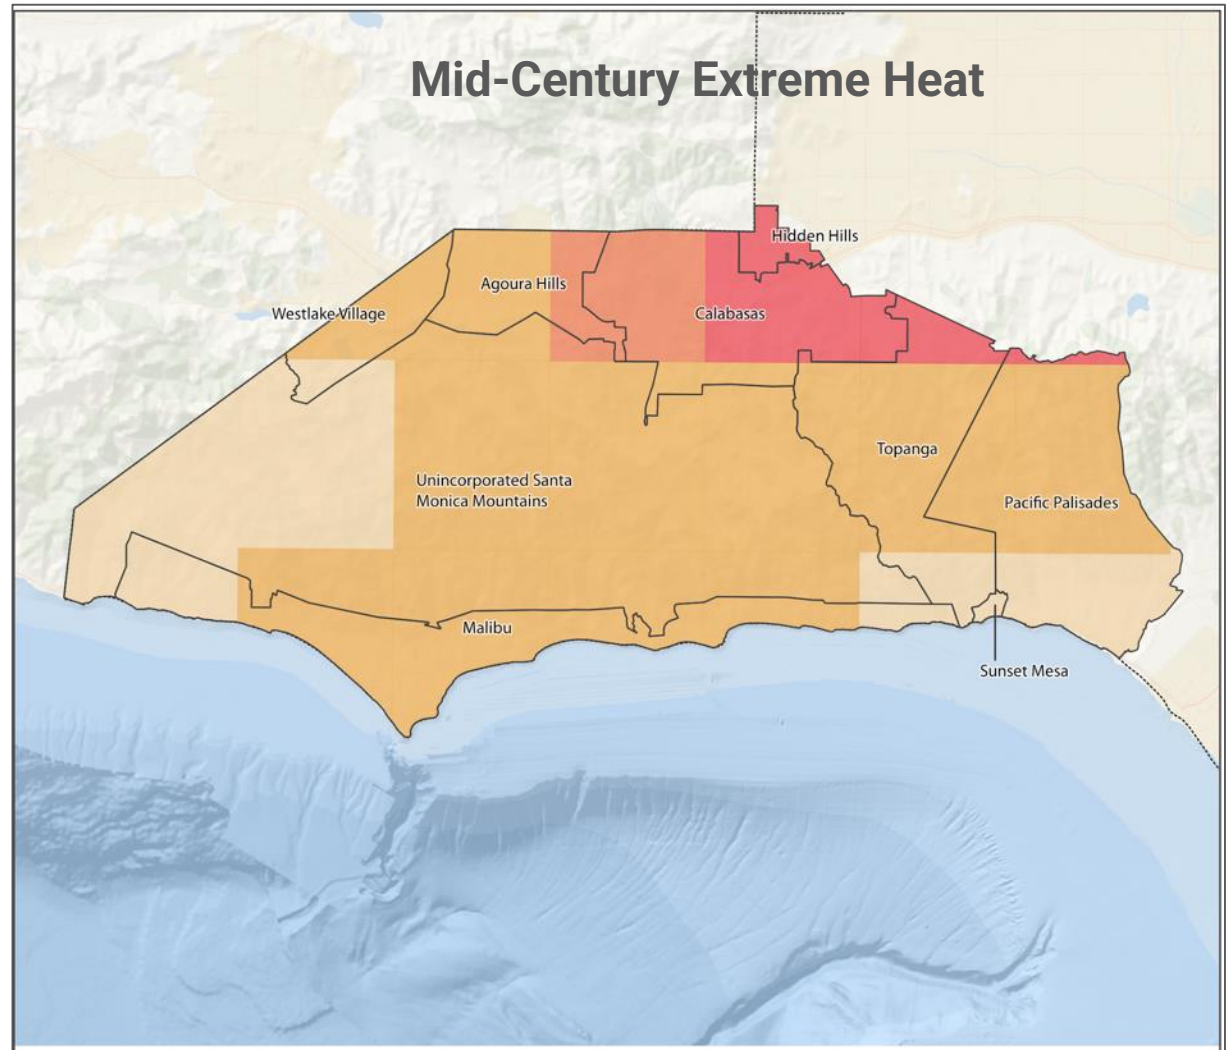 Mid-Century Extreme Heat
Hidden Hills
Agoura Hills
Westlake Village
Calabasas
Topanga
Unincorporated Santa
Monica Mountains
Pacific Palisades
Malibu
Sunset Mesa